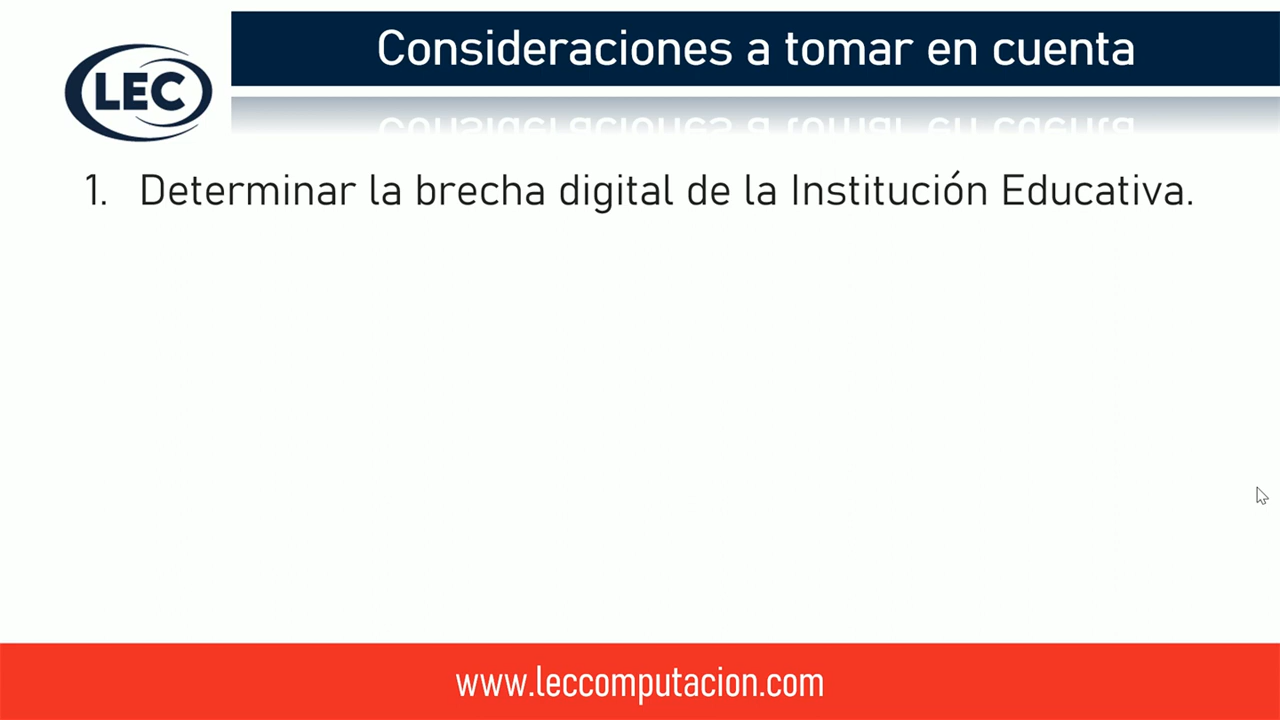 LEC
Consideraciones a tomar en cuenta
1. Determinar la brecha digital de la Institución Educativa.
www.leccomputacion.com